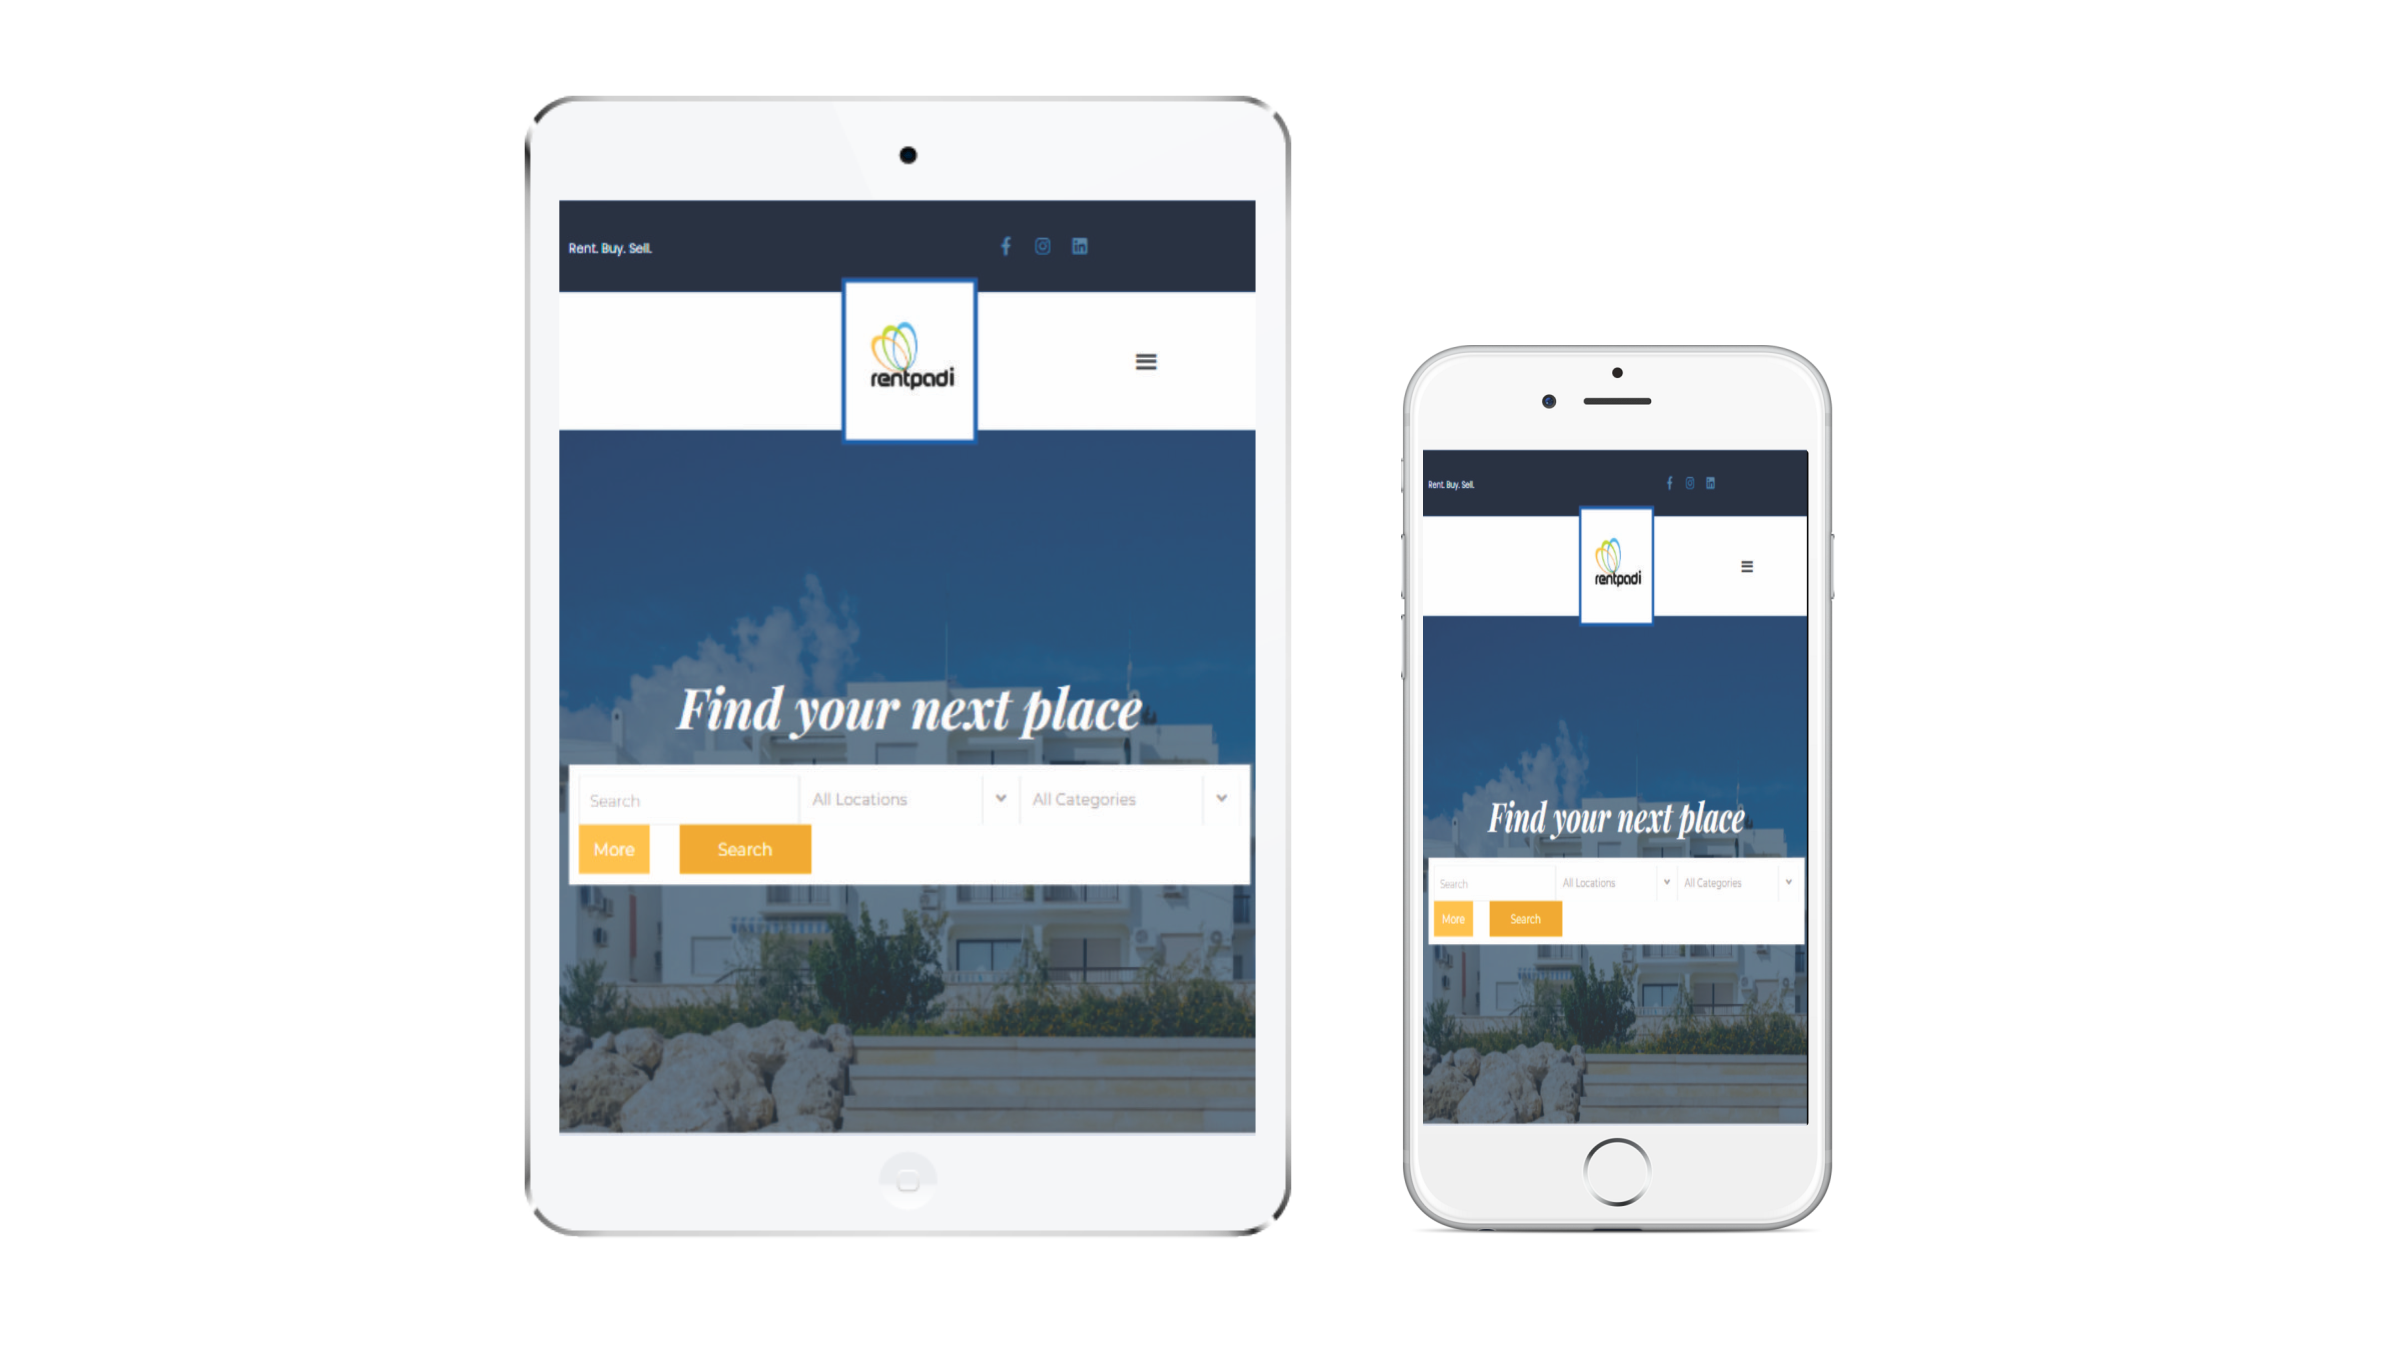 Rent. Buy. Sell.
rentpadi
Find your next place
Search
All Locations
All Categories
More
Search
Rent. Buy. Sell.
rentpadi
Find your next place
Search
All Locations
All Categories
More
Search